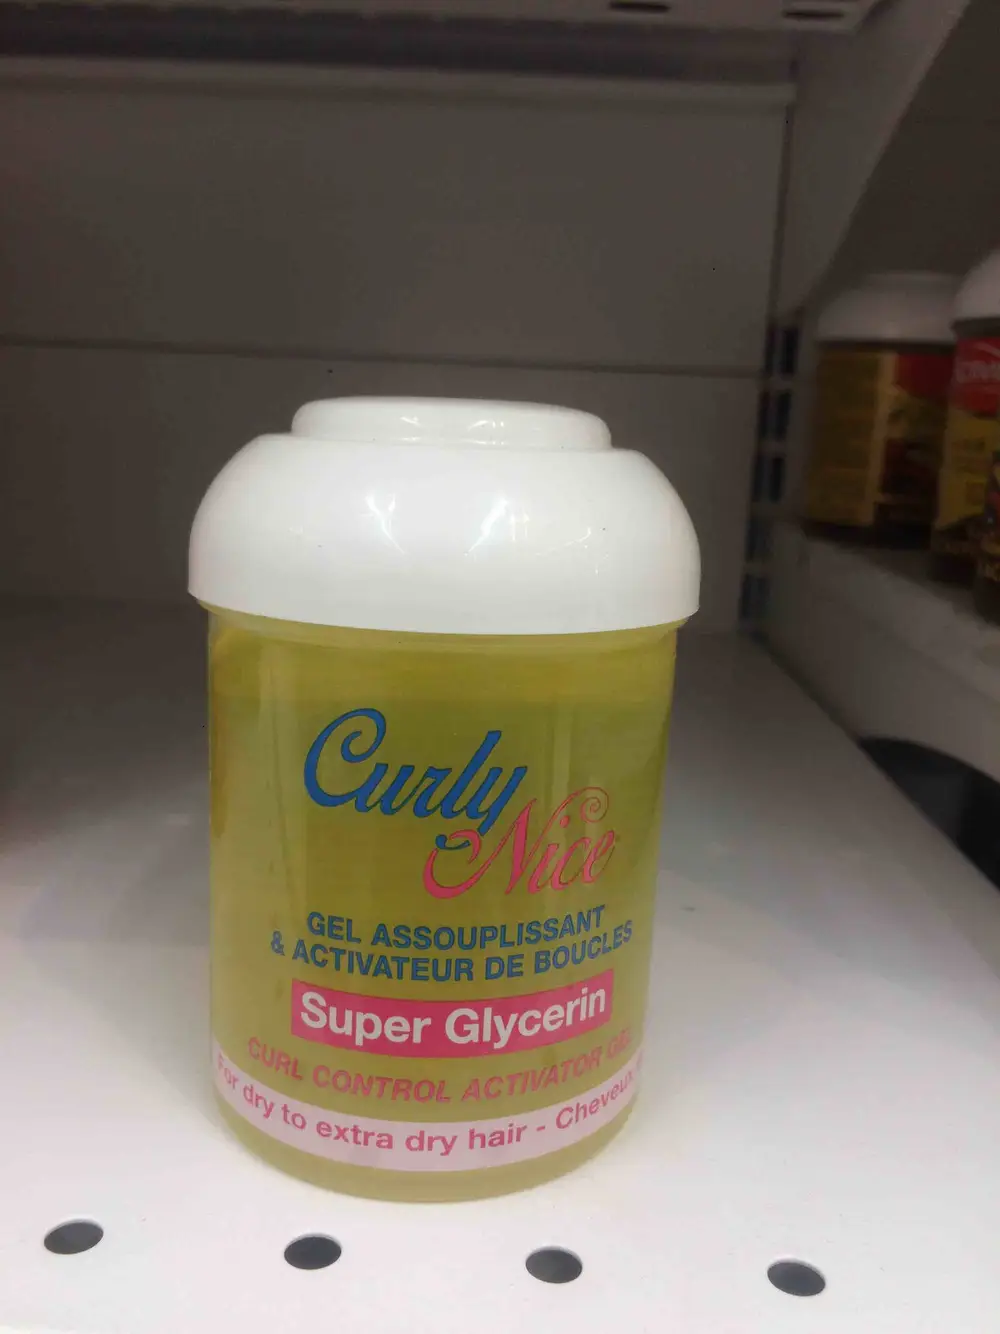 Curly
Nice
GEL ASSOUPLISSANT
& ACTIVATEUR DE BOUCLES
Super Glycerin
CURL CONTROL ACTIVATOR GEL
For dry to extra dry hair - Cheveux